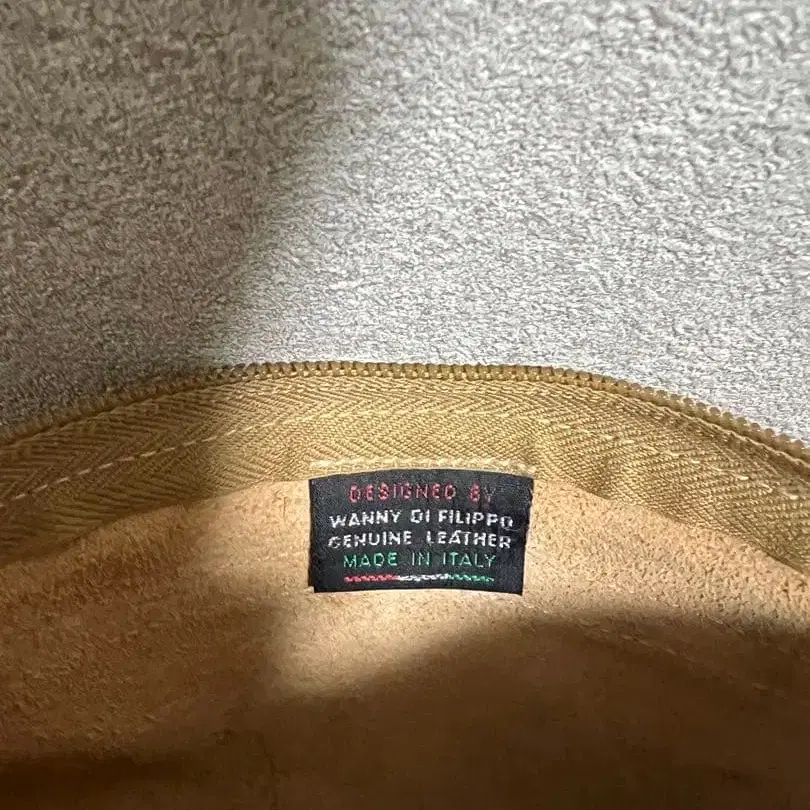 DESIGNED BY
WANNY DI FILIPPO
GENUINE LEATHER
MADE IN ITALY